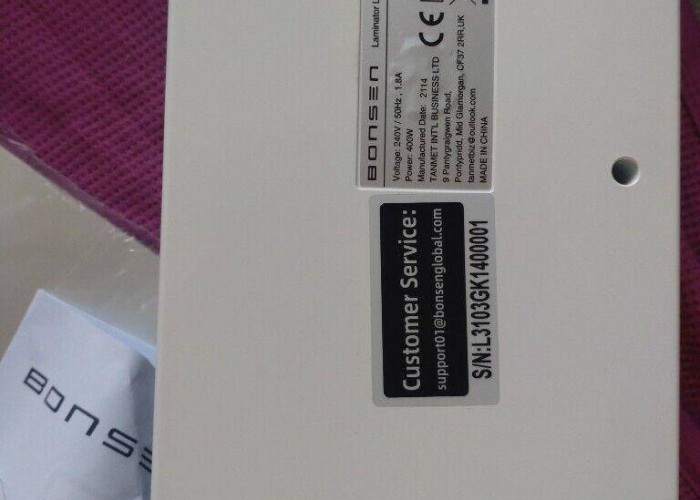 BONSEN
Laminator
Voltage: 240V / 50Hz, 1.8A
Power: 400W
Manufactured Date: 2114
TANMET INT'L BUSINESS LTD
9 Pantygraigwen Road,
Pontypridd, Mid Glamorgan, CF37 2RR,UK
tanmetbiz@outlook.com
MADE IN CHINA
CE
Customer Service:
support01@bonsenglobal.com
S/N:L3103GK1400001
BONSE